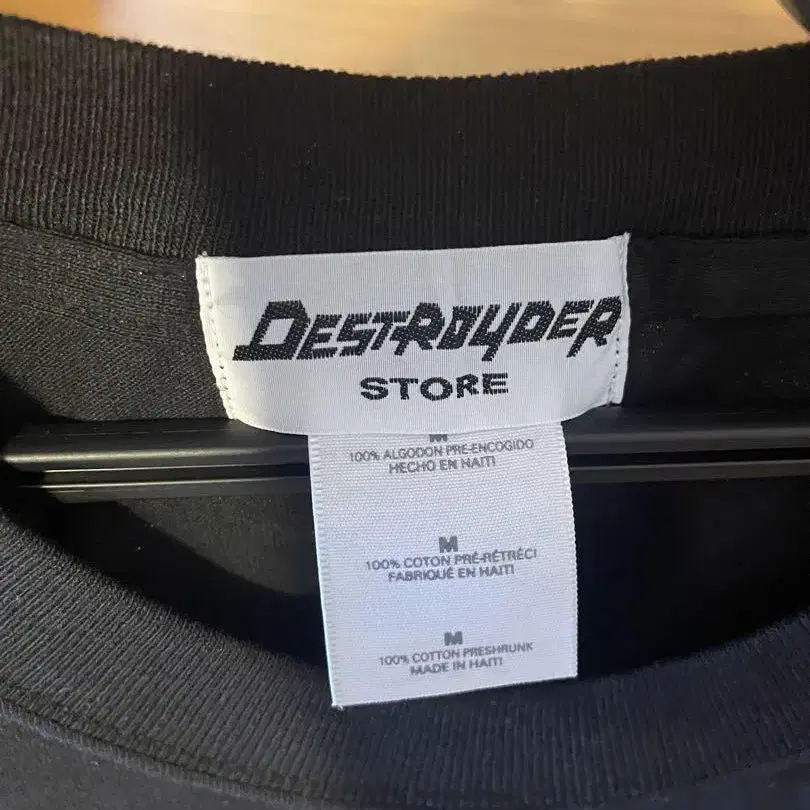 DESTROYDER
STORE
M
100% ALGODON PRE-ENCOGIDO
HECHO EN HAITI
M
100% COTON PRÉ-RÉTRÉCI
FABRIQUÉ EN HAITI
M
100% COTTON PRESHRUNK
MADE IN HAITI